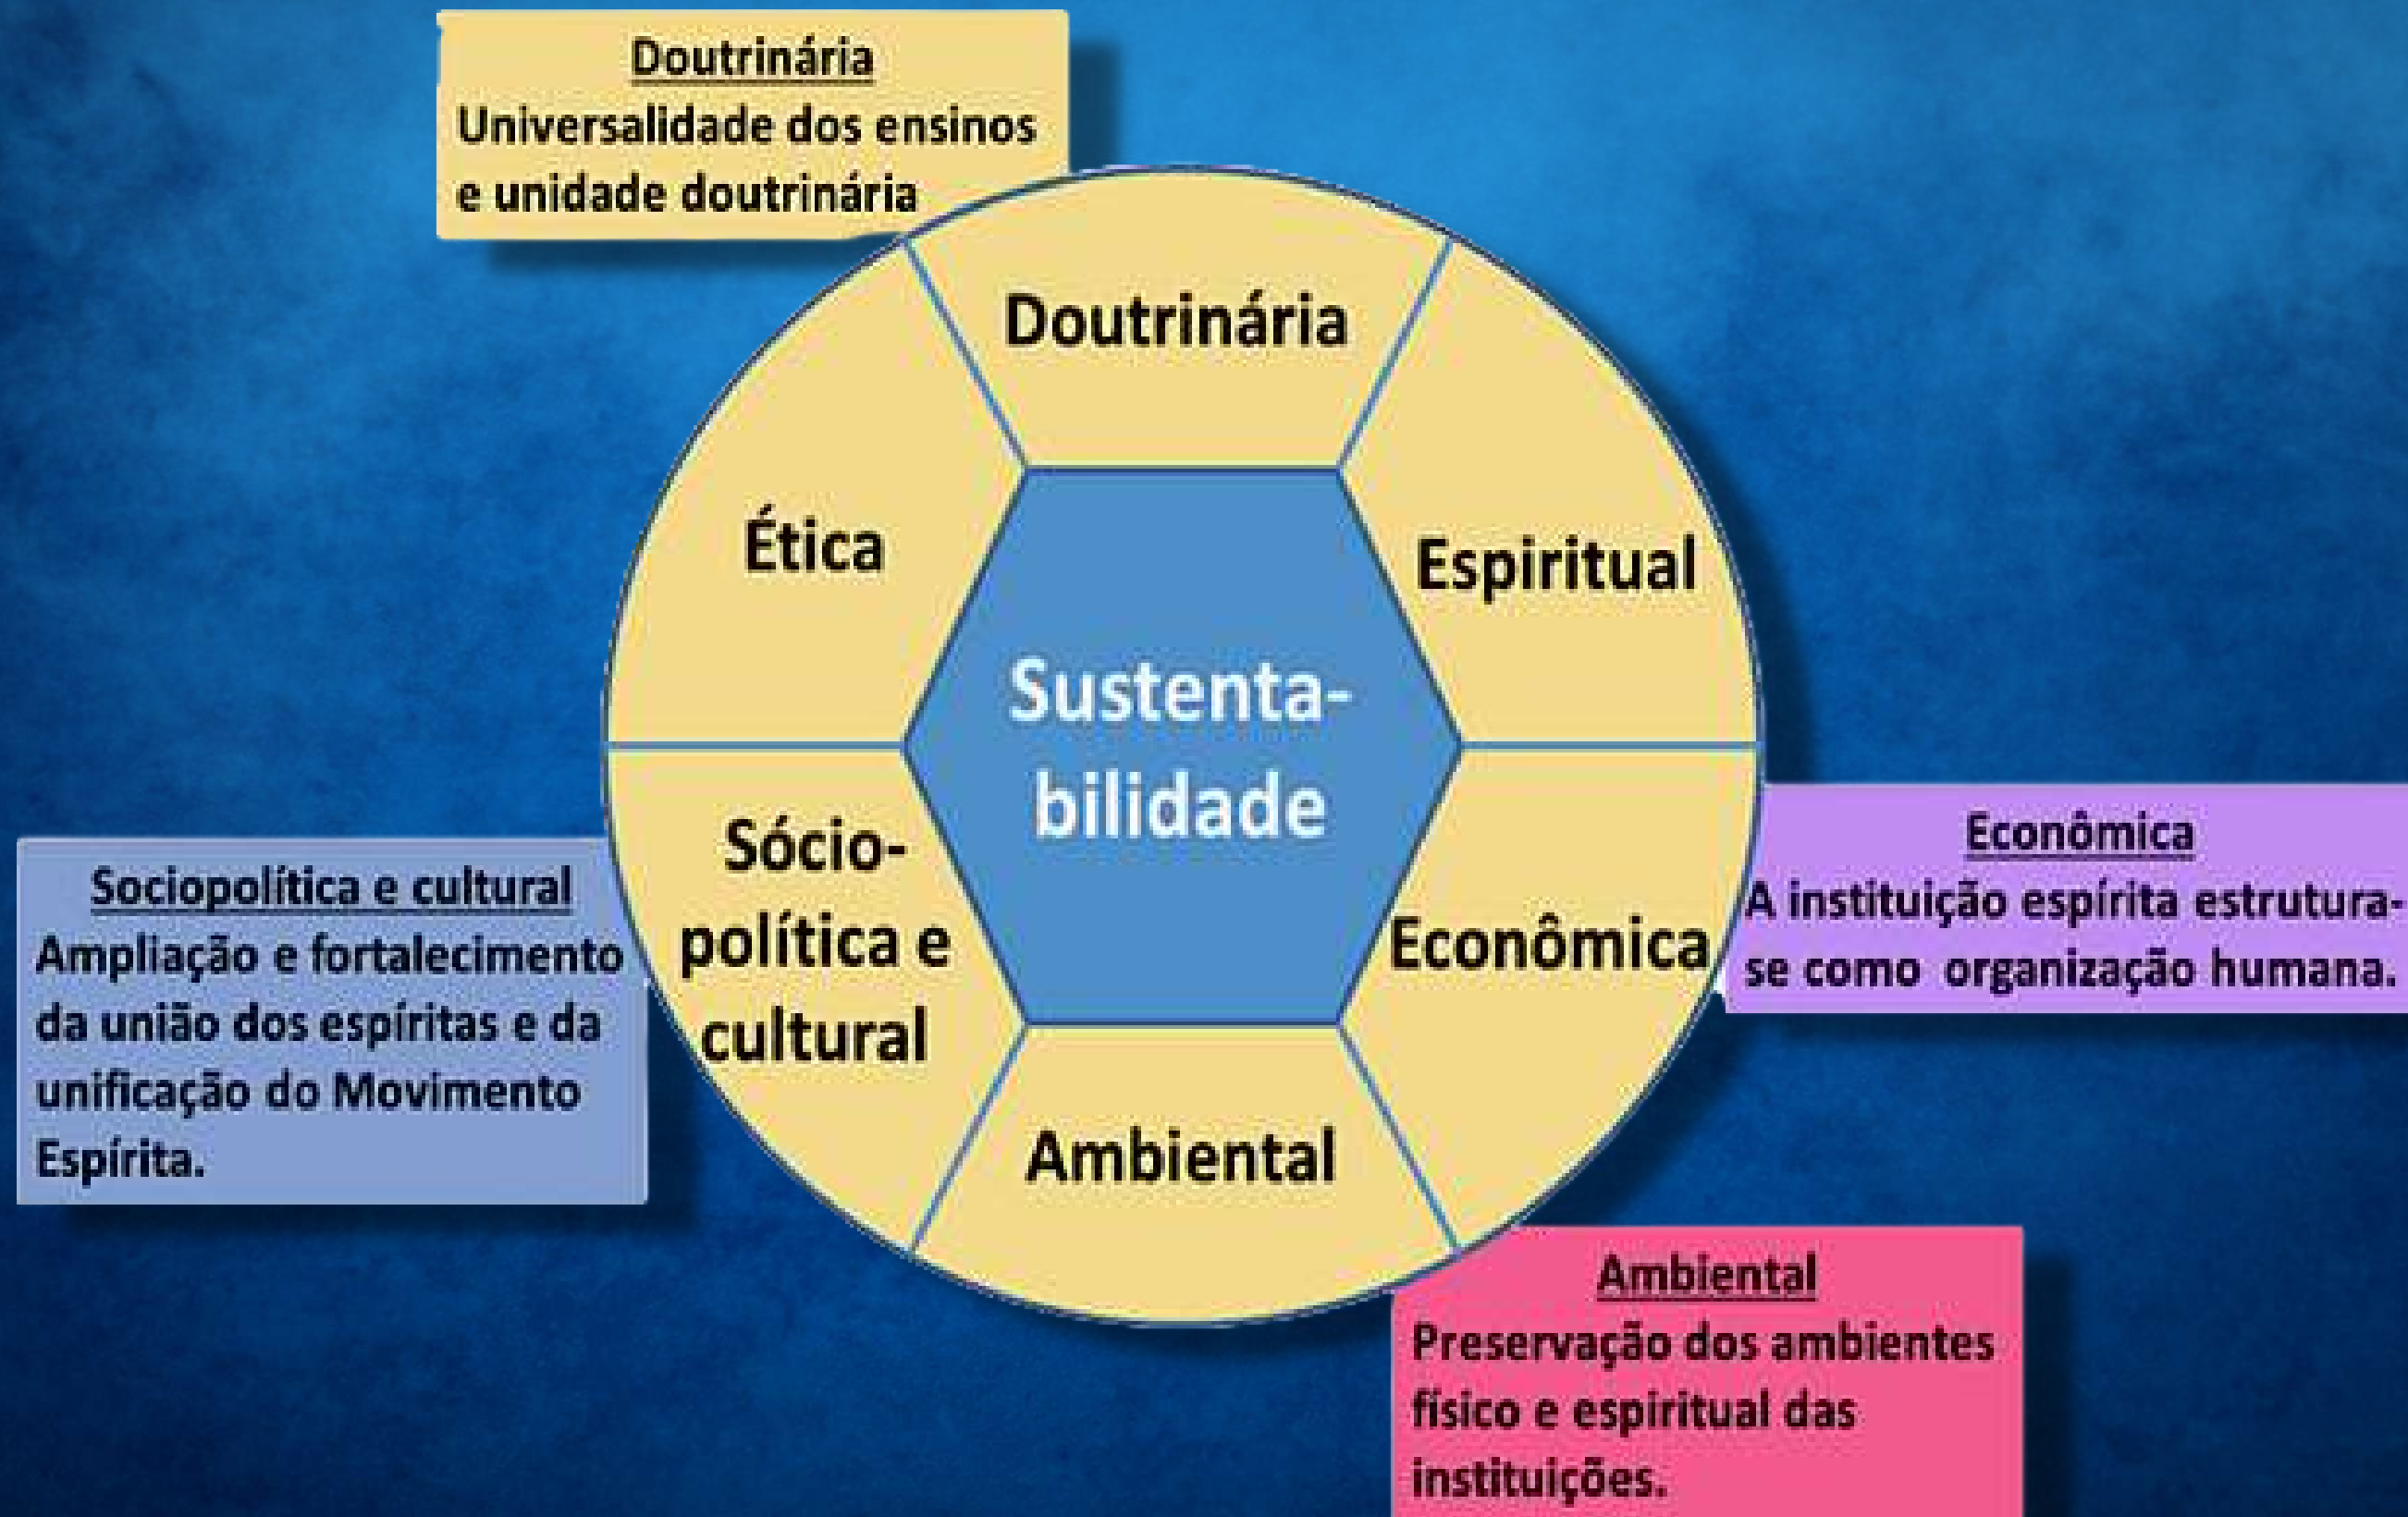 Doutrinária
Universalidade dos ensinos
e unidade doutrinária
Doutrinária
Ética
Espiritual
Sustenta-
bilidade
Sócio-
política e
cultural
Econômica
Ambiental
Sociopolítica e cultural
Ampliação e fortalecimento
da união dos espíritas e da
unificação do Movimento
Espírita.
Econômica
A instituição espírita estrutura-
se como organização humana.
Ambiental
Preservação dos ambientes
físico e espiritual das
instituições.